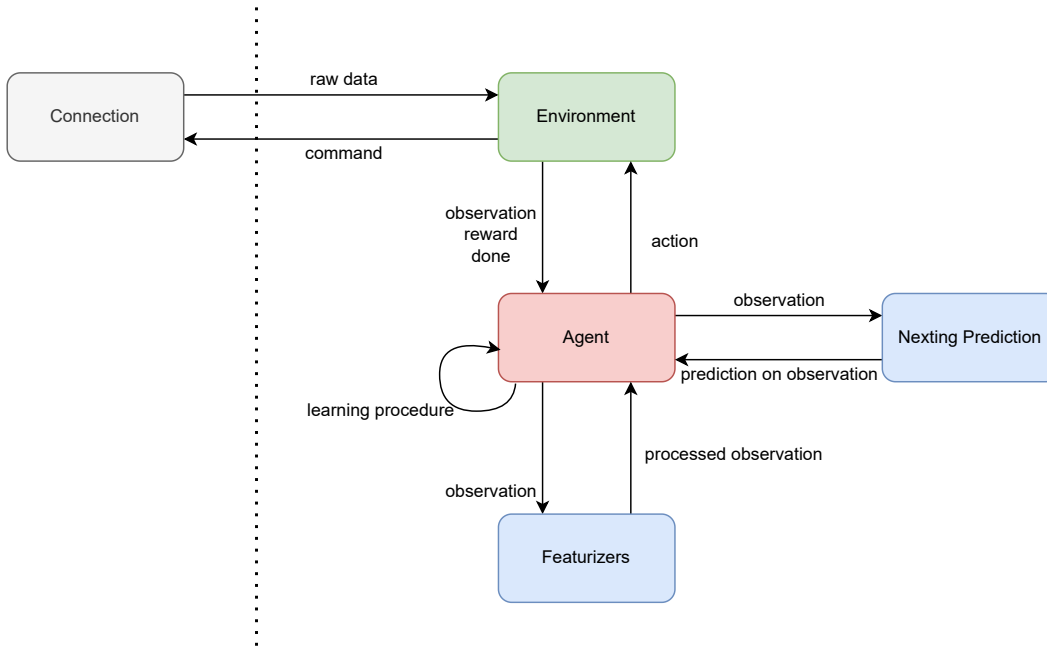 raw data
Connection
Environment
command
observation
reward
done
action
observation
Agent
Nexting Prediction
prediction on observation
learning procedure
processed observation
observation
Featurizers